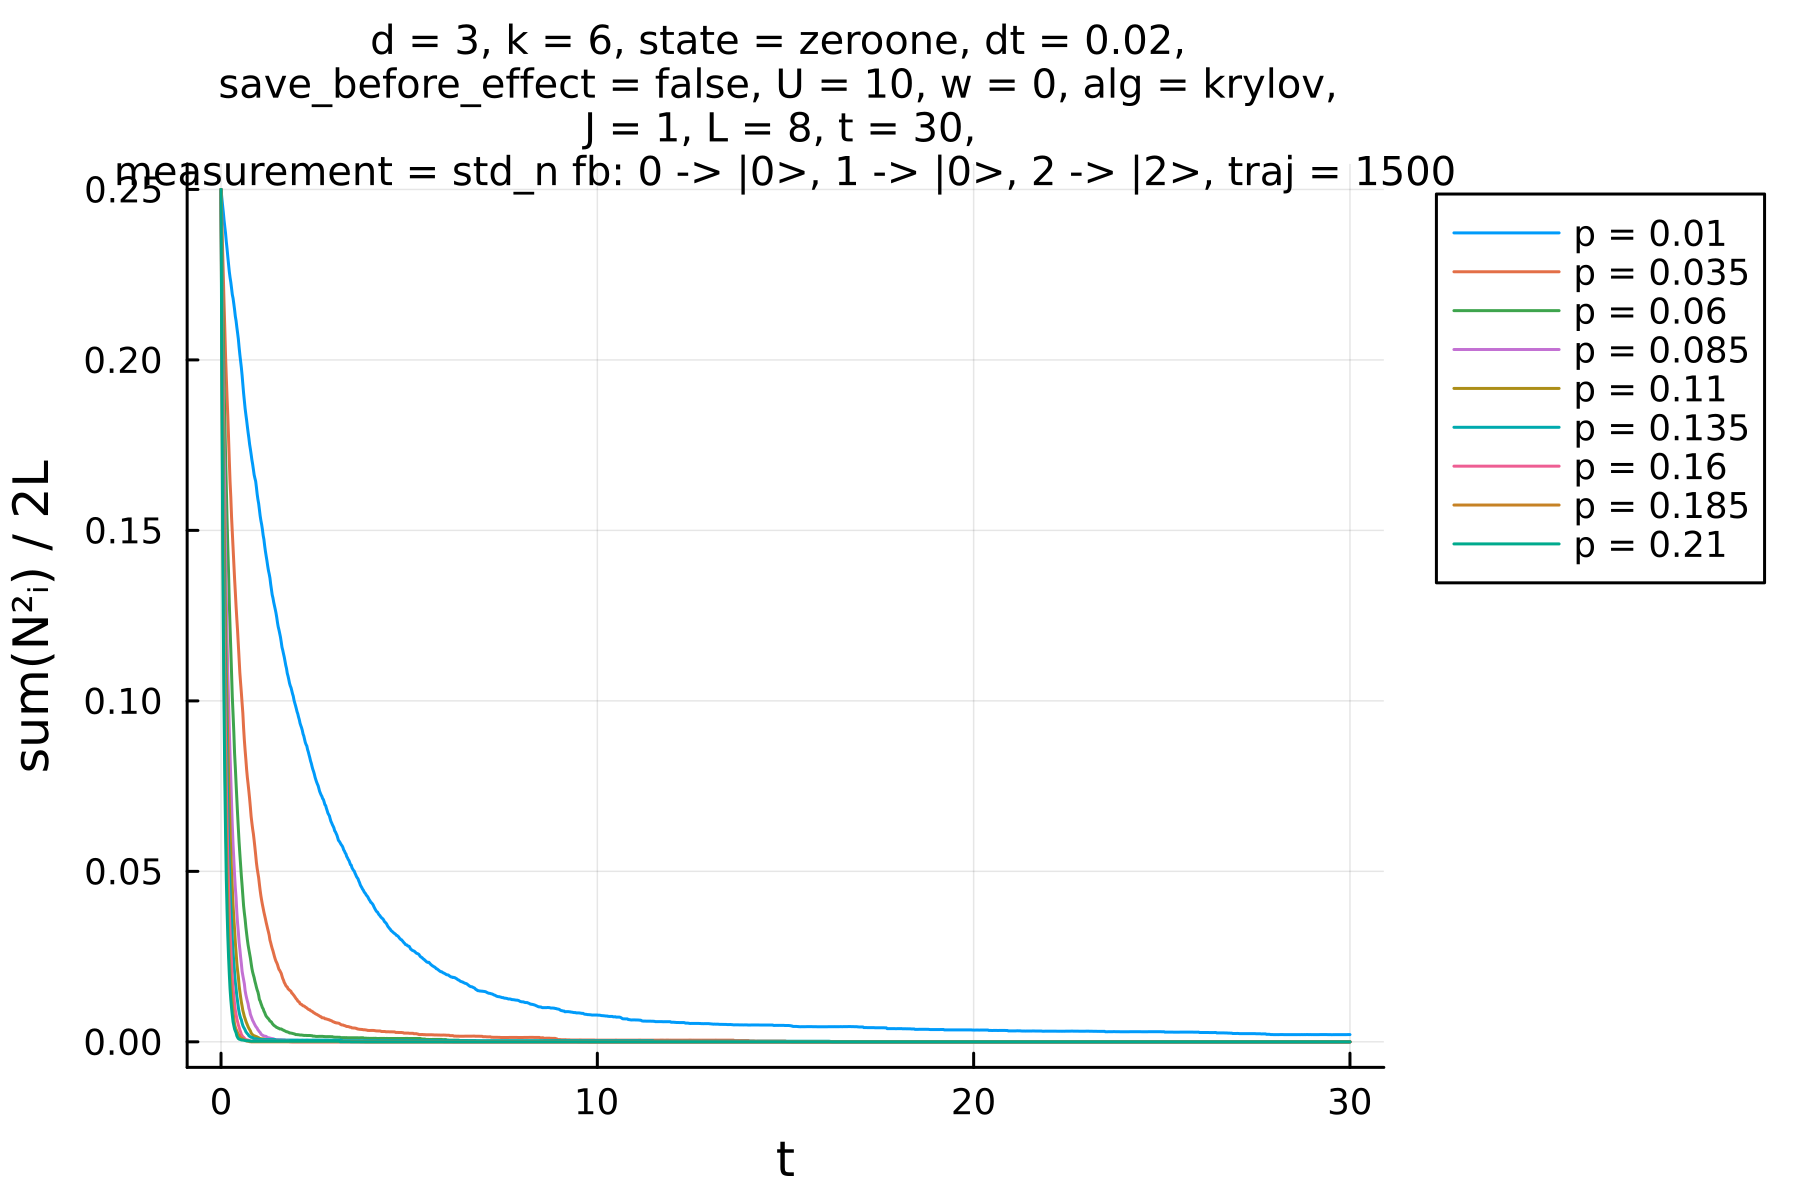 d = 3, k = 6, state = zeroone, dt = 0.02,
save_before_effect = false, U = 10, w = 0, alg = krylov,
J = 1, L = 8, t = 30,
measurement = std_n fb: 0 -> |0>, 1 -> |0>, 2 -> |2>, traj = 1500
0.25
0.20
0.15
0.10
0.05
0.00
sum(N²ᵢ) / 2L
0
10
20
30
t
p = 0.01
p = 0.035
p = 0.06
p = 0.085
p = 0.11
p = 0.135
p = 0.16
p = 0.185
p = 0.21